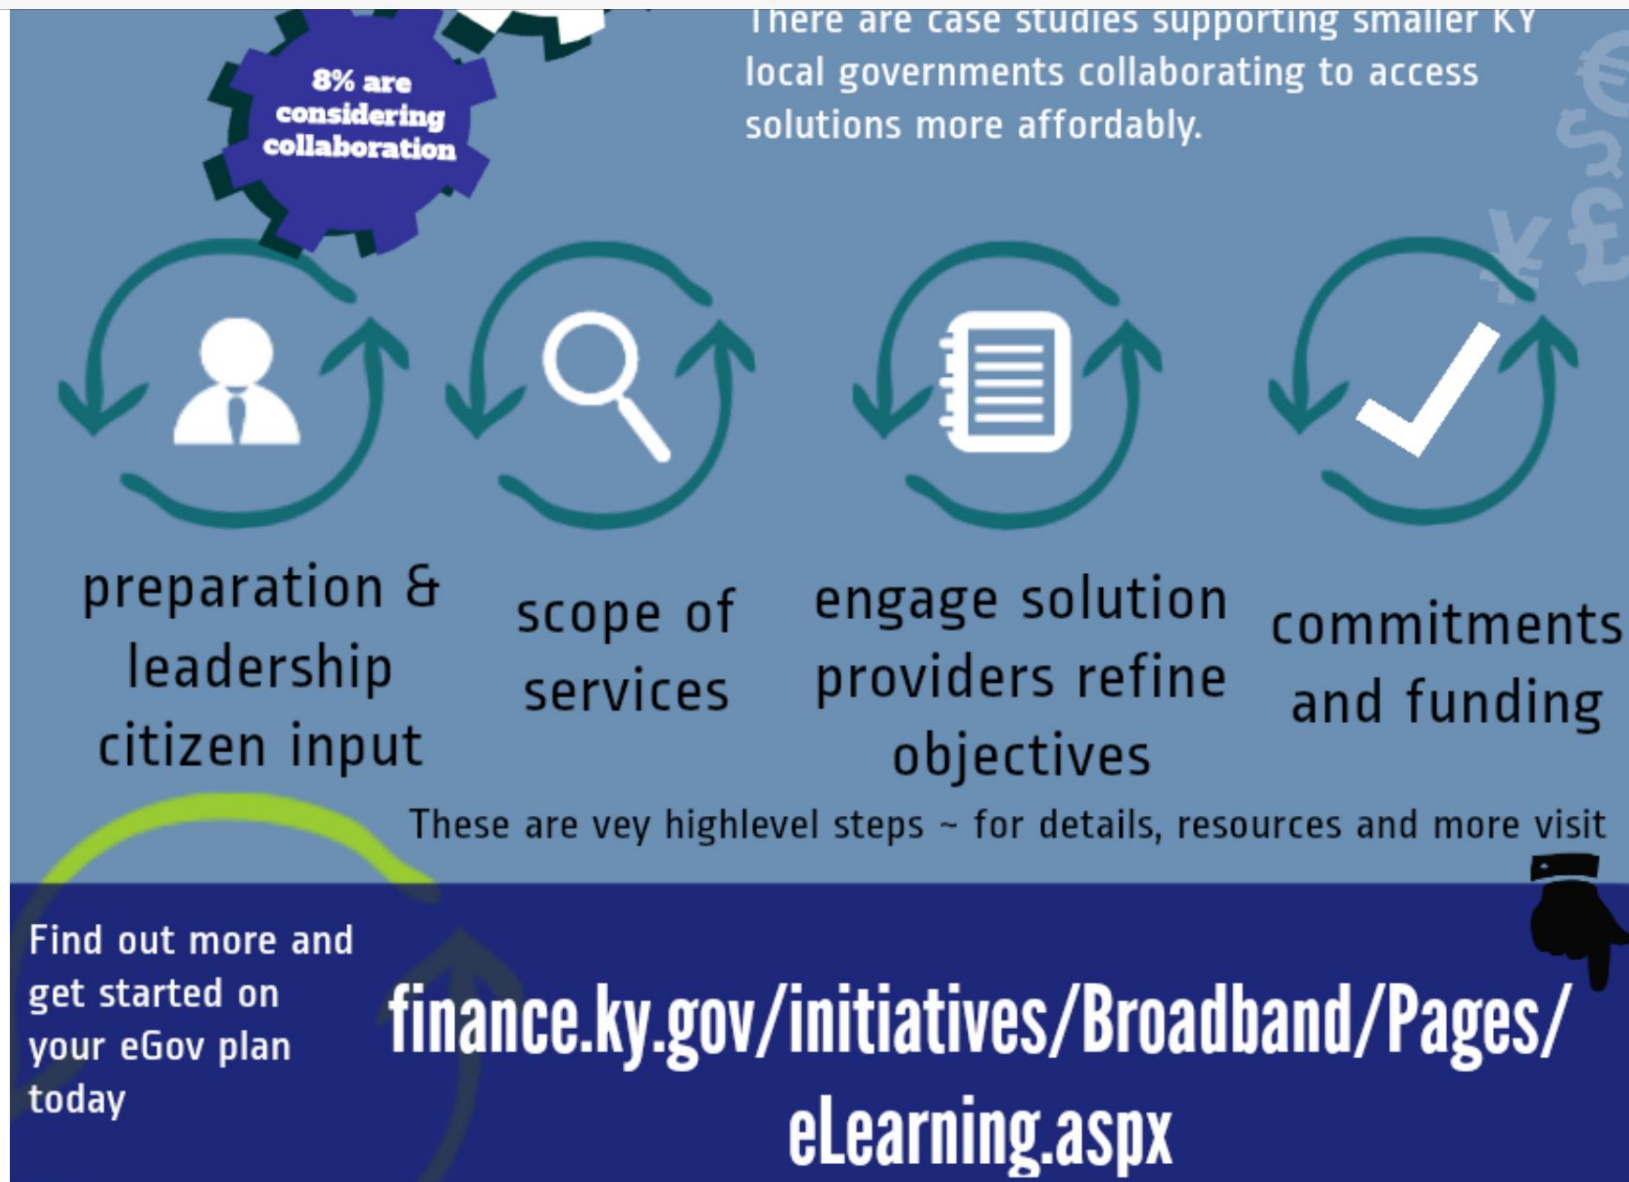 There are case studies supporting smaller KY
local governments collaborating to access
solutions more affordably.
8% are
considering
collaboration
preparation &
leadership
citizen input
scope of
services
engage solution
providers refine
objectives
commitments
and funding
These are vey highlevel steps ~ for details, resources and more visit
Find out more and
get started on
your eGov plan
today
finance.ky.gov/initiatives/Broadband/Pages/
eLearning.aspx